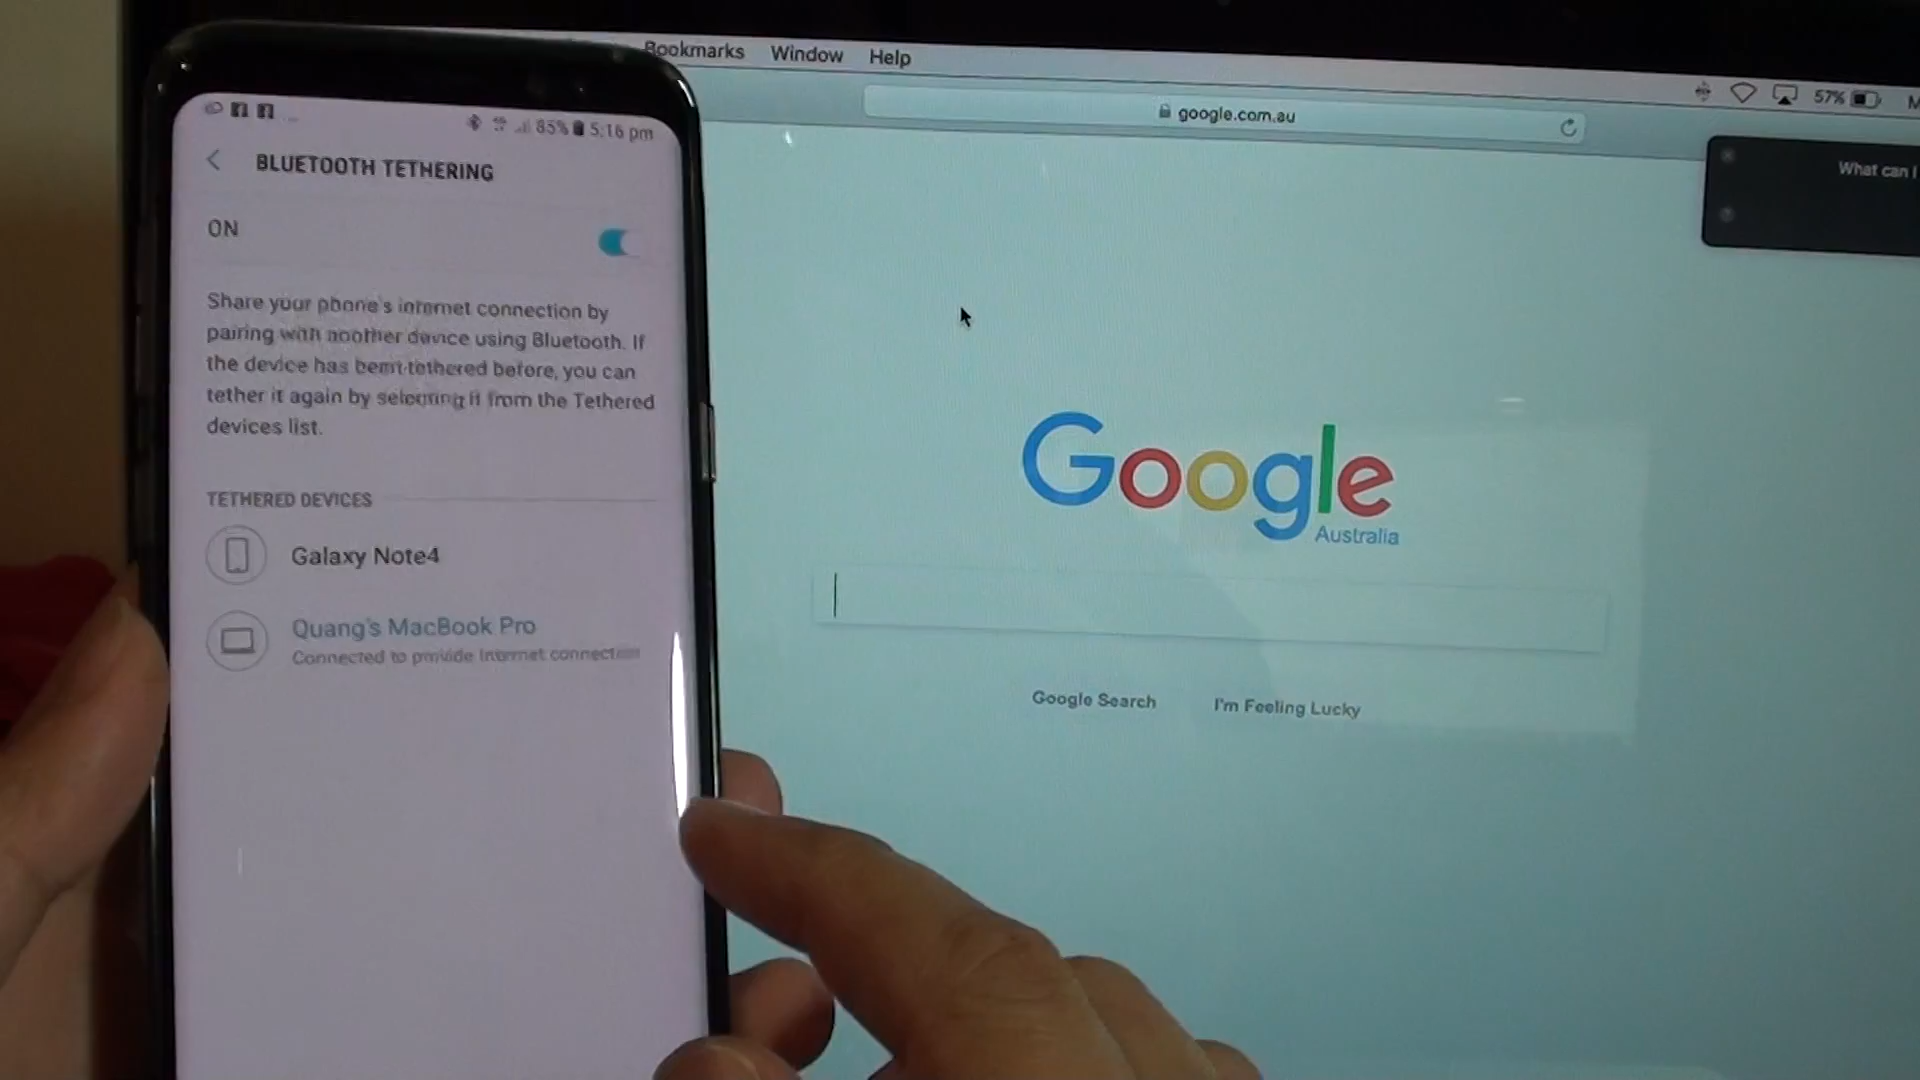 85% 5:16 pm
BLUETOOTH TETHERING
ON
Share your phone's internet connection by
pairing with another device using Bluetooth. If
the device has been tethered before, you can
tether it again by selecting it from the Tethered
devices list.
TETHERED DEVICES
Galaxy Note4
Quang's MacBook Pro
Connected to provide Internet connection
Bookmarks Window Help
57%
google.com.au
What can I
Google
Australia
Google Search I'm Feeling Lucky